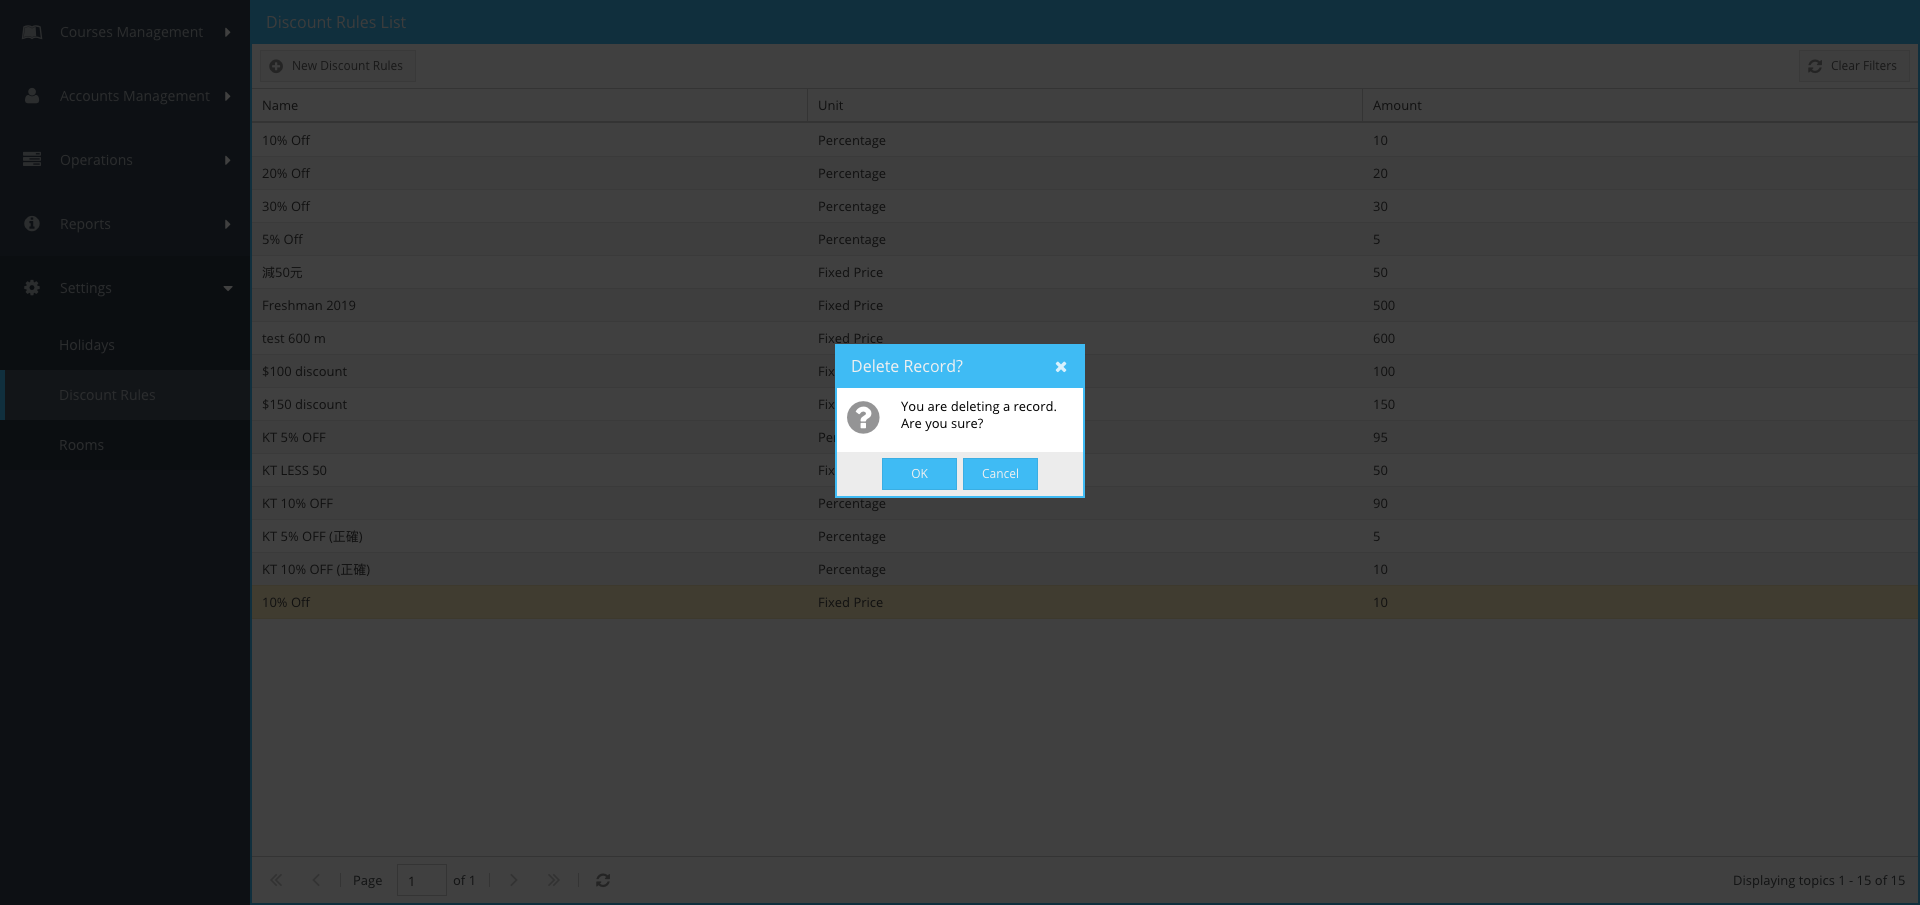 Courses Management
Accounts Management
Operations
Reports
Settings
Holidays
Discount Rules
Rooms
Discount Rules List
New Discount Rules
Clear Filters
Name Unit Amount
10% Off Percentage 10
20% Off Percentage 20
30% Off Percentage 30
5% Off Percentage 5
減50元 Fixed Price 50
Freshman 2019 Fixed Price 500
test 600 m Fixed Price 600
$100 discount Fix 100
$150 discount Fix 150
KT 5% OFF Pe 95
KT LESS 50 Fix 50
KT 10% OFF Percentage 90
KT 5% OFF (正確) Percentage 5
KT 10% OFF (正確) Percentage 10
10% Off Fixed Price 10
Delete Record?
You are deleting a record.
Are you sure?
OK Cancel
Page 1 of 1
Displaying topics 1 - 15 of 15